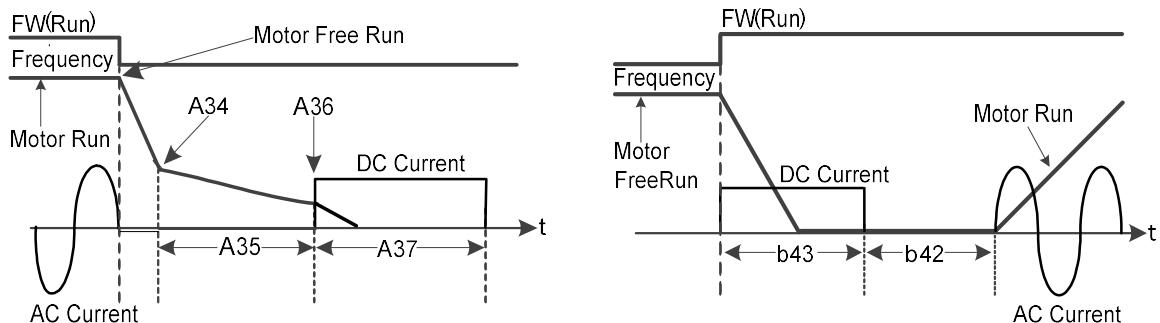 FW(Run)
Motor Free Run
Frequency
A34
A36
Motor Run
DC Current
t
A35
A37
AC Current
FW(Run)
Frequency
Motor Run
Motor
FreeRun
DC Current
t
b43
b42
AC Current